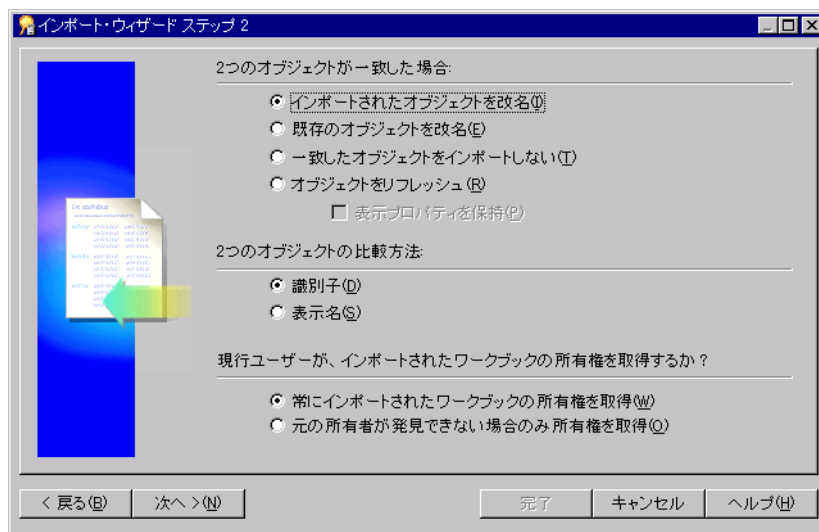 インポート・ウィザード ステップ 2
2つのオブジェクトが一致した場合:
インポートされたオブジェクトを改名(I)
既存のオブジェクトを改名(E)
一致したオブジェクトをインポートしない(T)
オブジェクトをリフレッシュ(R)
表示プロパティを保持(P)
2つのオブジェクトの比較方法:
識別子(D)
表示名(S)
現行ユーザーが、インポートされたワークブックの所有権を取得するか?
常にインポートされたワークブックの所有権を取得(W)
元の所有者が発見できない場合のみ所有権を取得(O)
< 戻る(B) 次へ >(N) 完了 キャンセル ヘルプ(H)